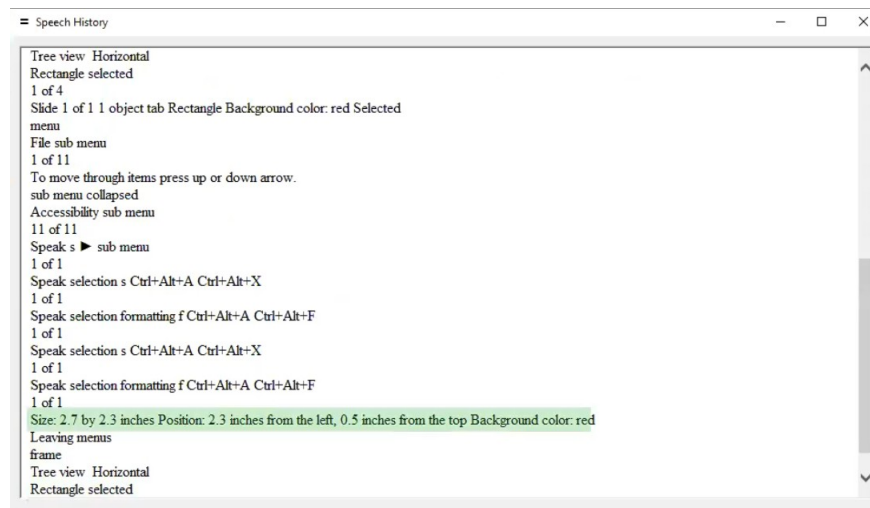 Speech History
Tree view Horizontal
Rectangle selected
1 of 4
Slide 1 of 1 1 object tab Rectangle Background color: red Selected
menu
File sub menu
1 of 11
To move through items press up or down arrow.
sub menu collapsed
Accessibility sub menu
11 of 11
Speak s ► sub menu
1 of 1
Speak selection s Ctrl+Alt+A Ctrl+Alt+X
1 of 1
Speak selection formatting f Ctrl+Alt+A Ctrl+Alt+F
1 of 1
Speak selection s Ctrl+Alt+A Ctrl+Alt+X
1 of 1
Speak selection formatting f Ctrl+Alt+A Ctrl+Alt+F
1 of 1
Size: 2.7 by 2.3 inches Position: 2.3 inches from the left, 0.5 inches from the top Background color: red
Leaving menus
frame
Tree view Horizontal
Rectangle selected